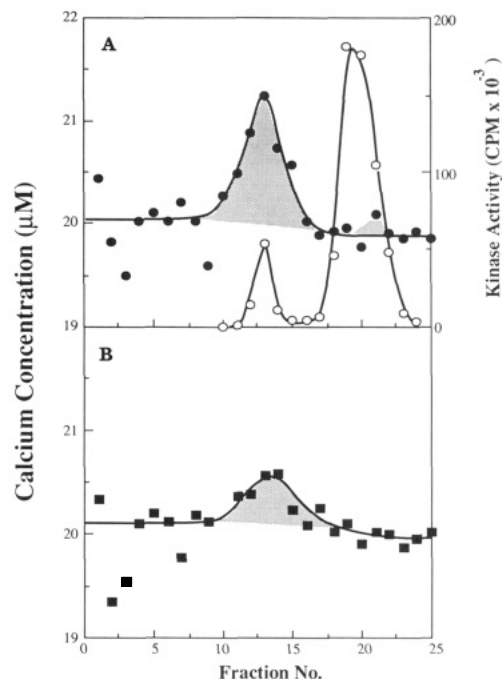 22
A
21
20
19
B
21
20
19
0 5 10 15 20 25
Fraction No.
Calcium Concentration (μM)
200
100
0
Kinase Activity (CPM x 10⁻³)